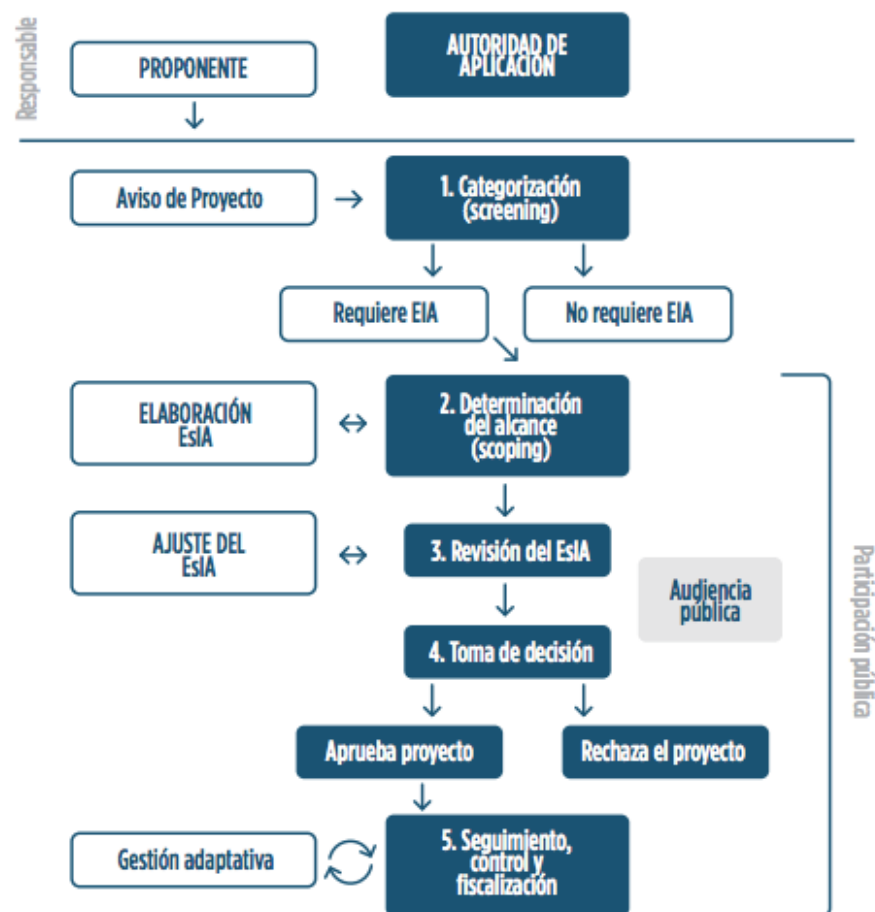 Responsable
PROPONENTE
AUTORIDAD DE
APLICACIÓN
Aviso de Proyecto
1. Categorización
(screening)
Requiere EIA
No requiere EIA
ELABORACIÓN
EsIA
2. Determinación
del alcance
(scoping)
AJUSTE DEL
EsIA
3. Revisión del EsIA
Audiencia
pública
Participación pública
4. Toma de decisión
Aprueba proyecto
Rechaza el proyecto
Gestión adaptativa
5. Seguimiento,
control y
fiscalización